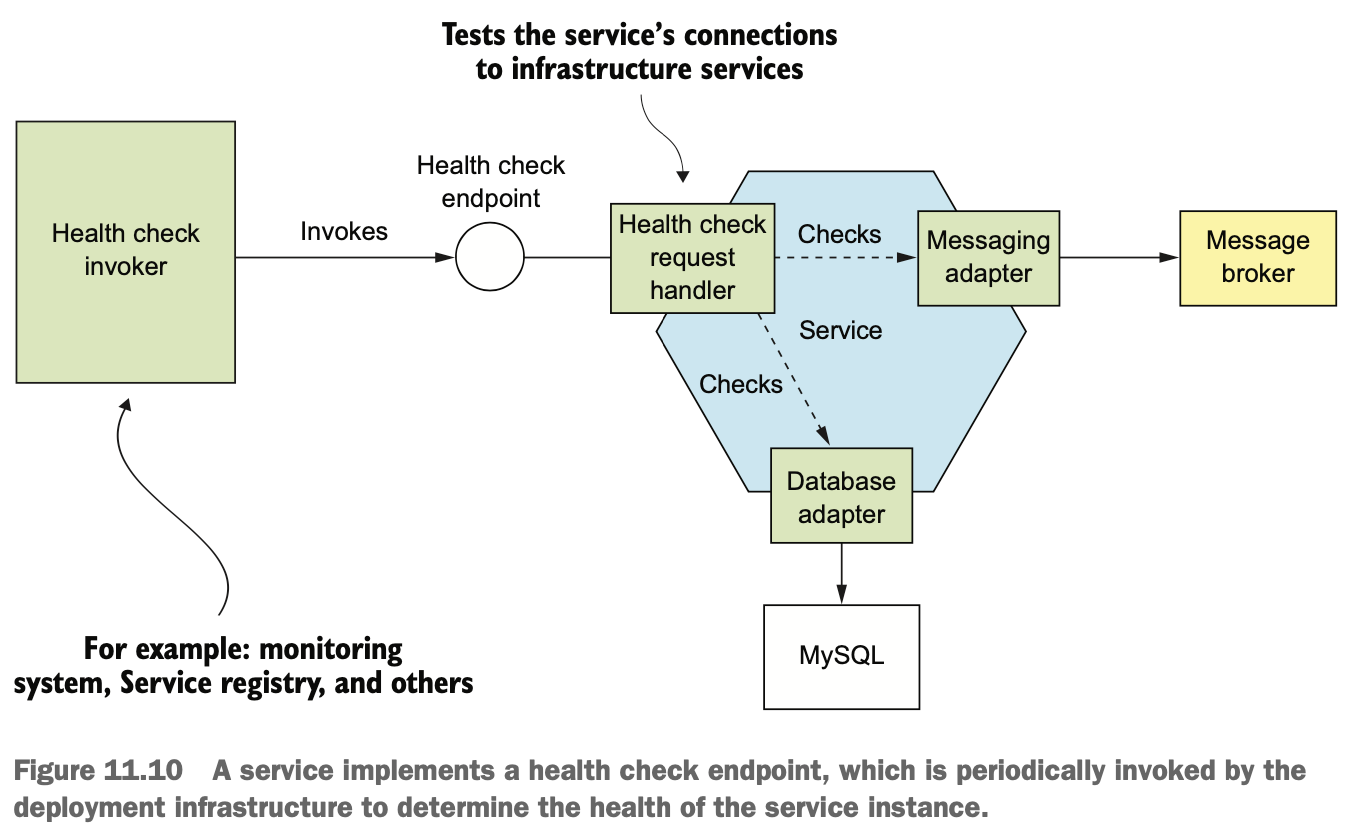 Tests the service's connections
to infrastructure services
Health check
invoker
Invokes
Health check
endpoint
Health check
request
handler
Checks
Messaging
adapter
Message
broker
Service
Checks
Database
adapter
MySQL
For example: monitoring
system, Service registry, and others
Figure 11.10 A service implements a health check endpoint, which is periodically invoked by the
deployment infrastructure to determine the health of the service instance.